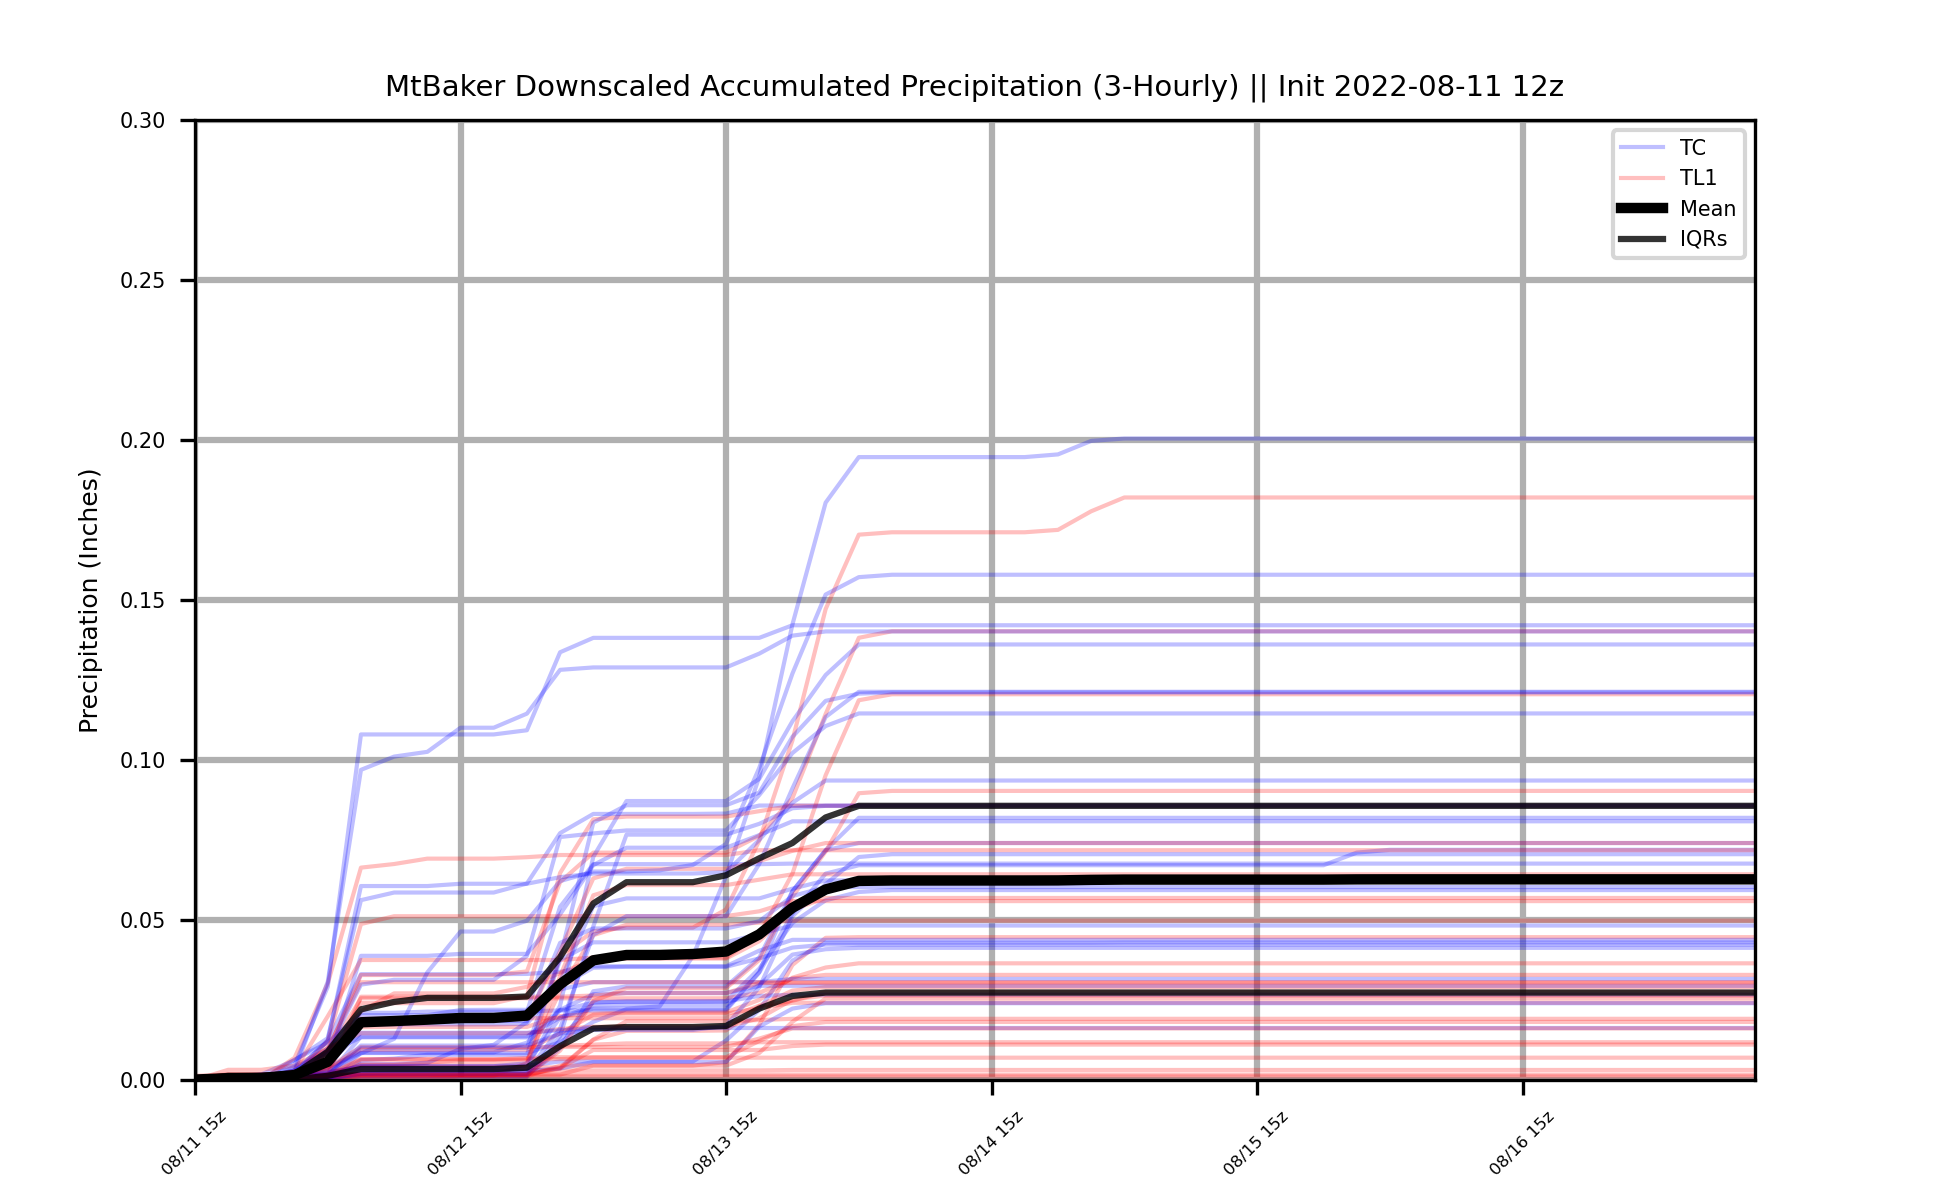 MtBaker Downscaled Accumulated Precipitation (3-Hourly) || Init 2022-08-11 12z
0.30
0.25
0.20
0.15
0.10
0.05
0.00
Precipitation (Inches)
TC
TL1
Mean
IQRs
08/11 15z
08/12 15z
08/13 15z
08/14 15z
08/15 15z
08/16 15z